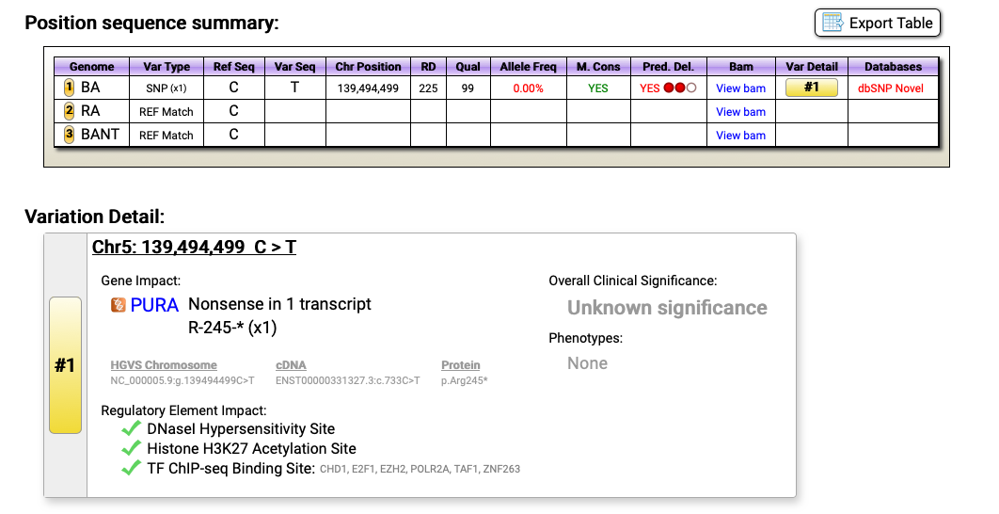 Position sequence summary:
Export Table
Genome Var Type Ref Seq Var Seq Chr Position RD Qual Allele Freq M. Cons Pred. Del. Bam Var Detail Databases
1 BA SNP (x1) C T 139,494,499 225 99 0.00% YES YES View bam #1 dbSNP Novel
2 RA REF Match C View bam
3 BANT REF Match C View bam
Variation Detail:
#1
Chr5: 139,494,499 C > T
Gene Impact:
PURA Nonsense in 1 transcript
R-245-* (x1)
HGVS Chromosome cDNA Protein
NC_000005.9:g.139494499C>T ENST00000331327.3:c.733C>T p.Arg245*
Regulatory Element Impact:
DNaseI Hypersensitivity Site
Histone H3K27 Acetylation Site
TF ChIP-seq Binding Site: CHD1, E2F1, EZH2, POLR2A, TAF1, ZNF263
Overall Clinical Significance:
Unknown significance
Phenotypes:
None